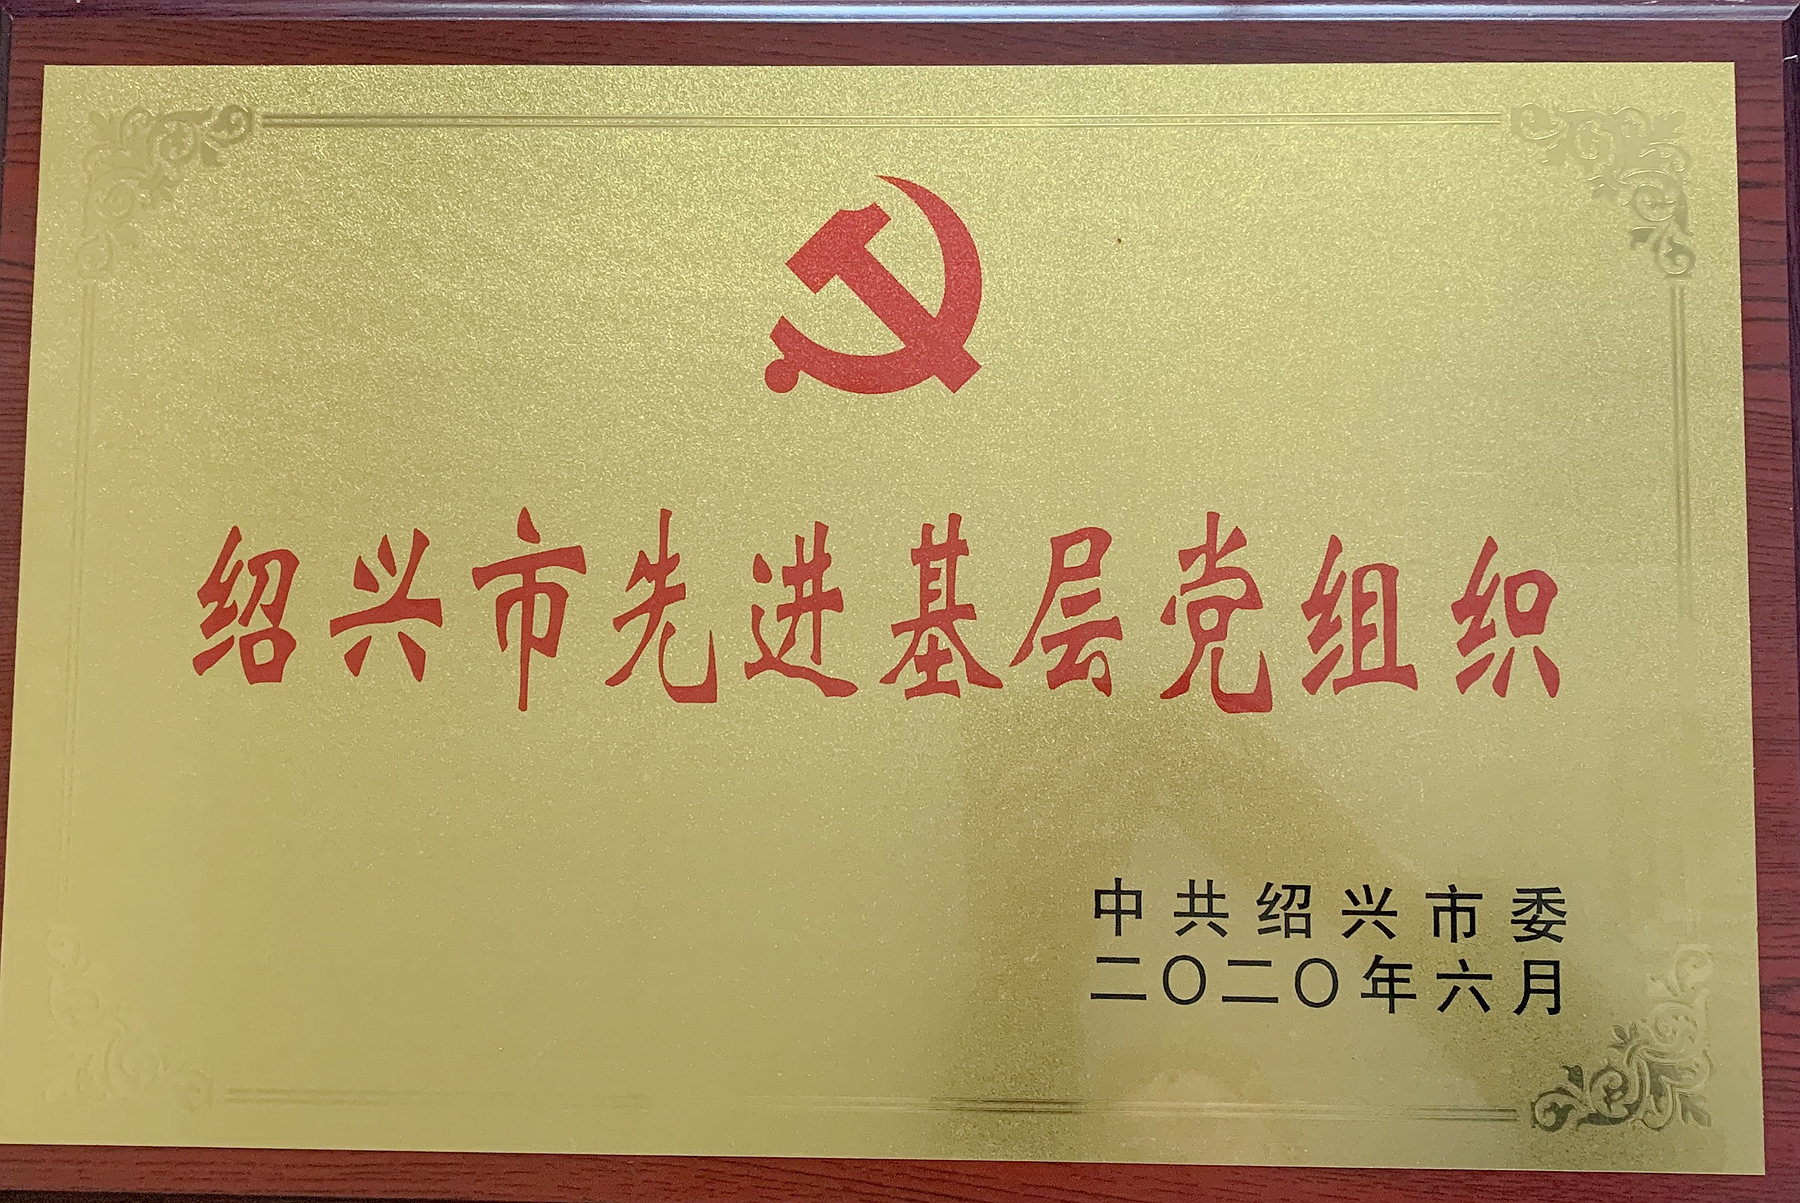 绍兴市先进基层党组织
中共绍兴市委
二〇二〇年六月